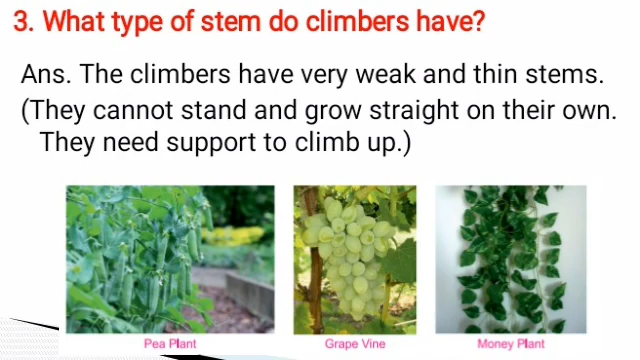 3. What type of stem do climbers have?
Ans. The climbers have very weak and thin stems.
(They cannot stand and grow straight on their own.
They need support to climb up.)
Pea Plant
Grape Vine
Money Plant